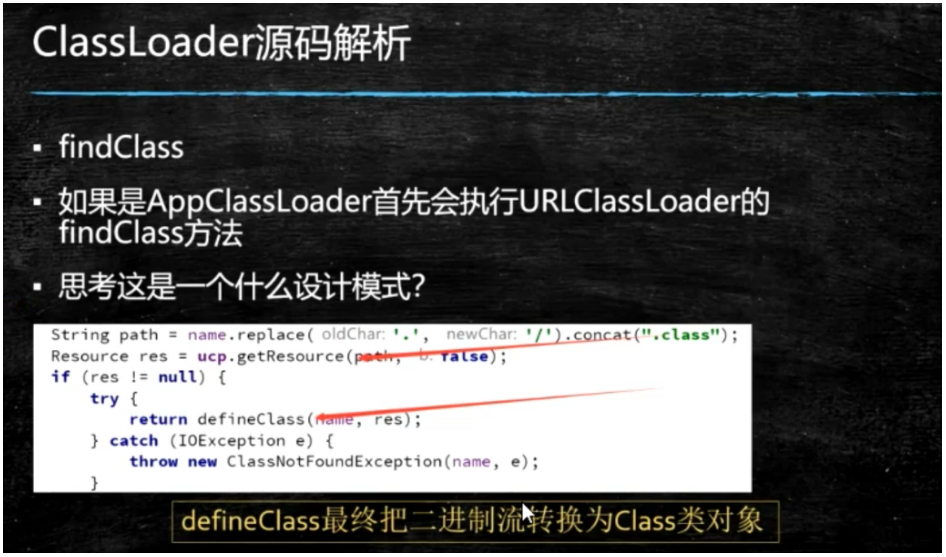 ClassLoader源码解析
▪ findClass
▪ 如果是AppClassLoader首先会执行URLClassLoader的
findClass方法
▪ 思考这是一个什么设计模式？
String path = name.replace( oldChar: '.', newChar: '/').concat(".class");
Resource res = ucp.getResource(path, b: false);
if (res != null) {
try {
return defineClass(name, res);
} catch (IOException e) {
throw new ClassNotFoundException(name, e);
}
defineClass最终把二进制流转换为Class类对象